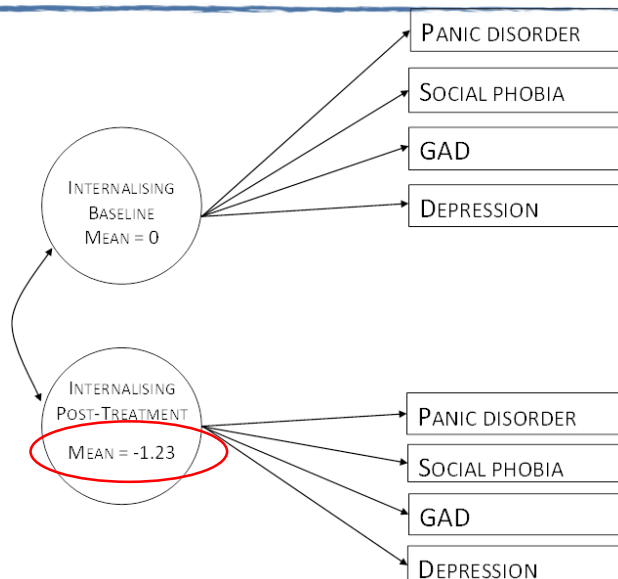 PANIC DISORDER
SOCIAL PHOBIA
GAD
DEPRESSION
INTERNALISING
BASELINE
MEAN = 0
INTERNALISING
POST-TREATMENT
MEAN = -1.23
PANIC DISORDER
SOCIAL PHOBIA
GAD
DEPRESSION